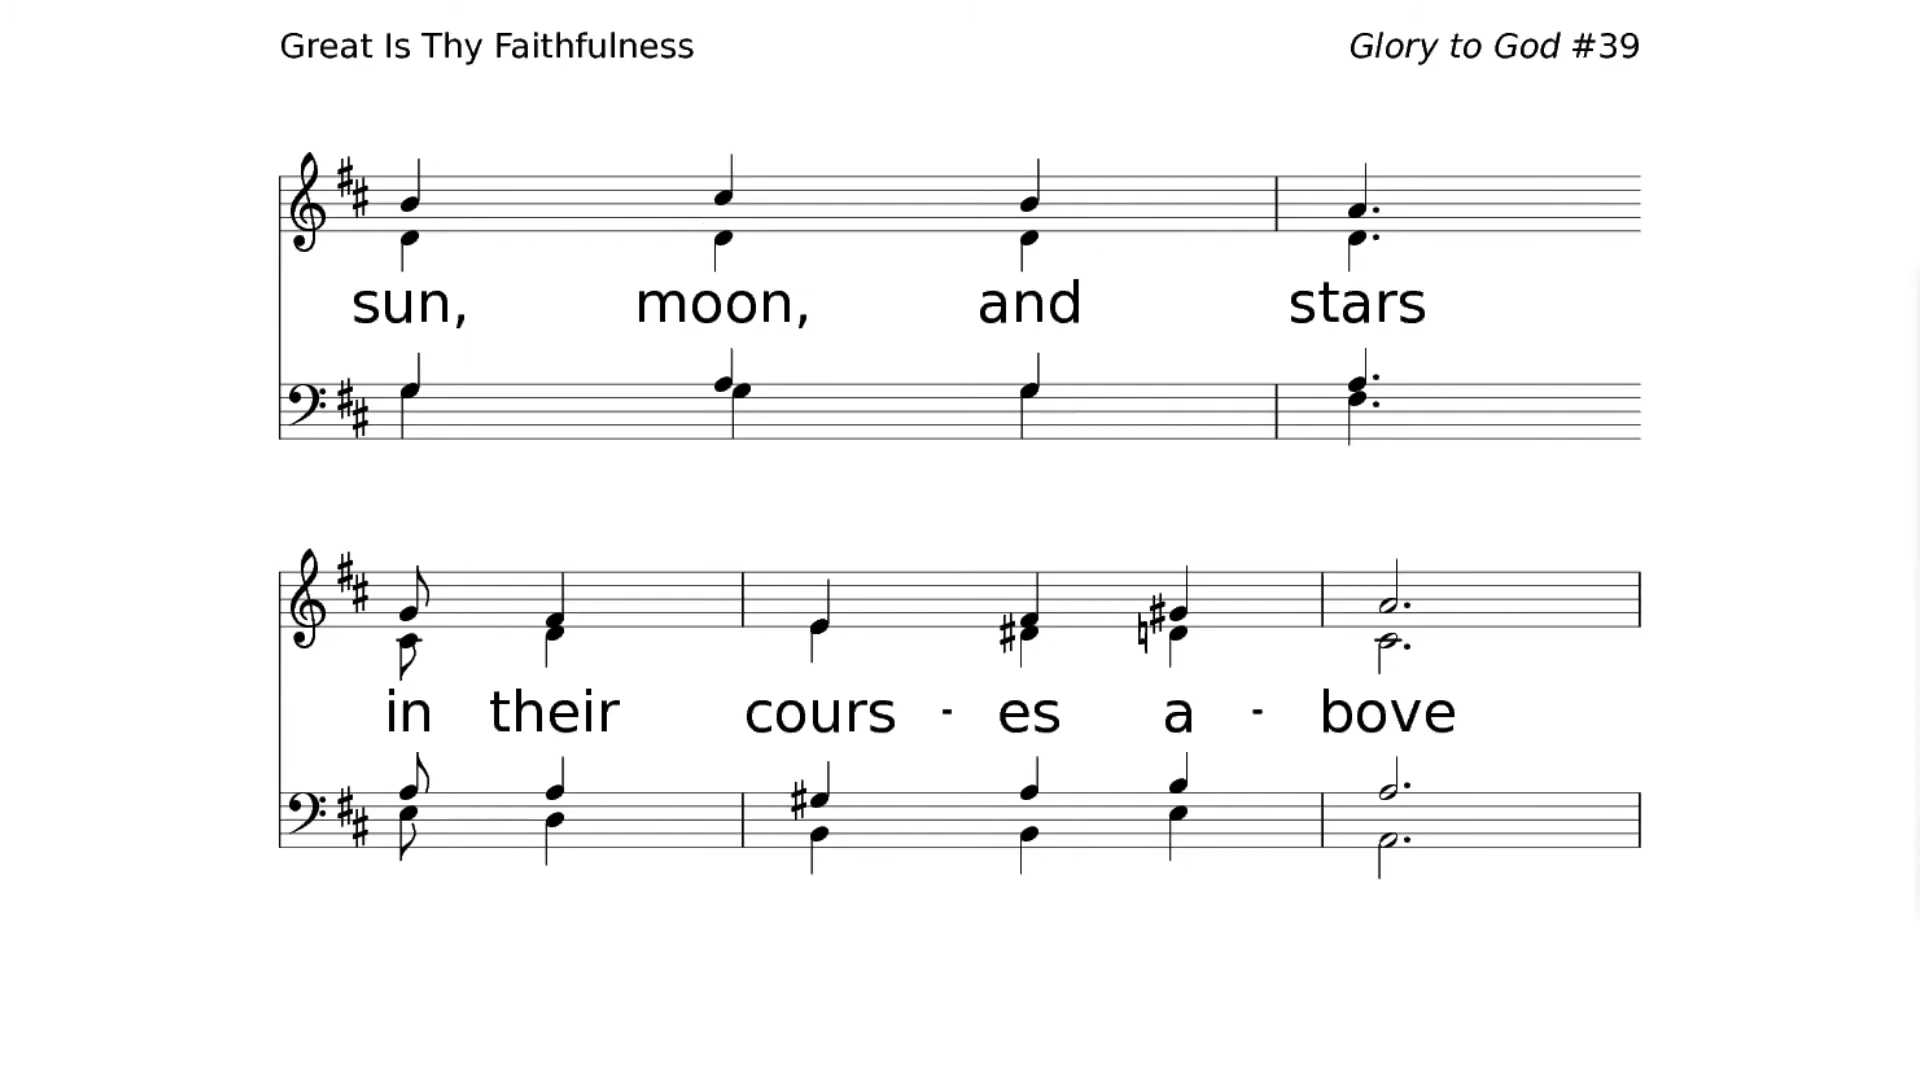 Great Is Thy Faithfulness Glory to God #39
sun, moon, and stars
in their cours - es a - bove